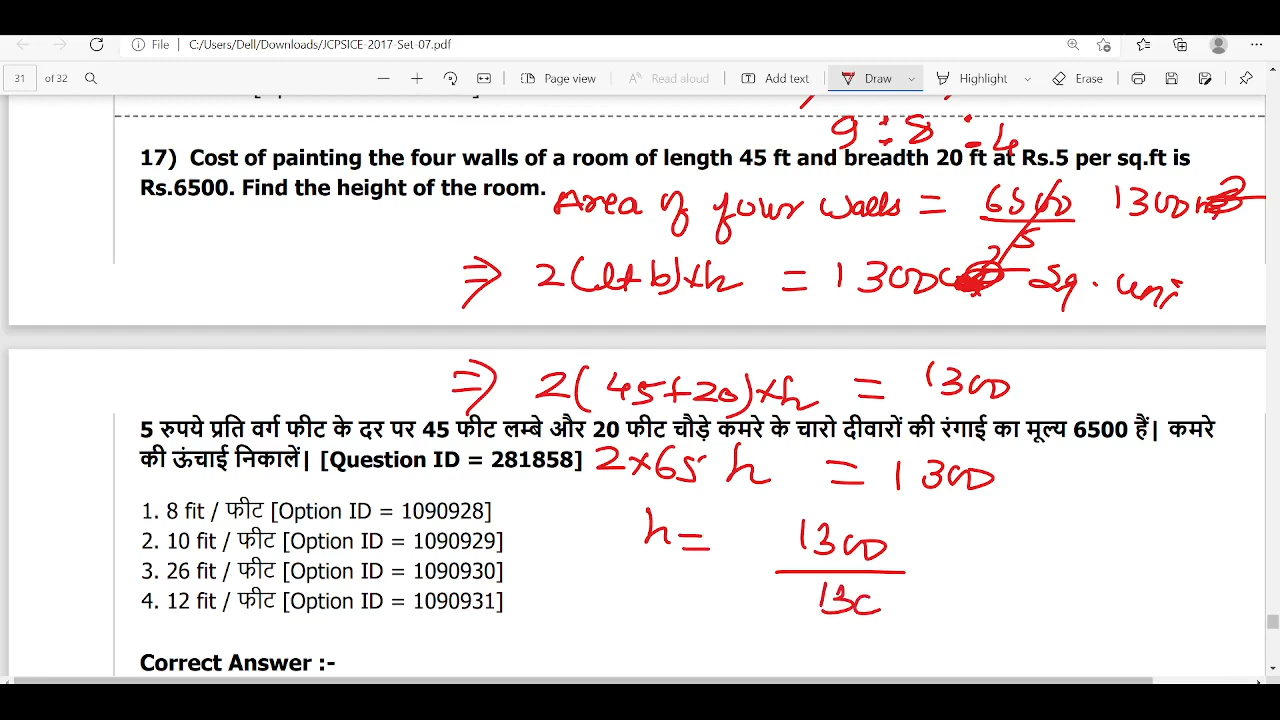 File C:/Users/Dell/Downloads/JCPSICE-2017-Set-07.pdf
31 of 32 Page view Read aloud Add text Draw Highlight Erase
9 : 8 : 4
17) Cost of painting the four walls of a room of length 45 ft and breadth 20 ft at Rs.5 per sq.ft is
Rs.6500. Find the height of the room.
Area of four walls = 6500 1300
5
⇒ 2(l+b)×h = 1300 Sq. uni
⇒ 2(45+20)×h = 1300
5 रुपये प्रति वर्ग फीट के दर पर 45 फीट लम्बे और 20 फीट चौड़े कमरे के चारो दीवारों की रंगाई का मूल्य 6500 हैं| कमरे
की ऊंचाई निकालें| [Question ID = 281858]
2×65 h = 1300
1. 8 fit / फीट [Option ID = 1090928]
2. 10 fit / फीट [Option ID = 1090929]
3. 26 fit / फीट [Option ID = 1090930]
4. 12 fit / फीट [Option ID = 1090931]
h = 1300
130
Correct Answer :-